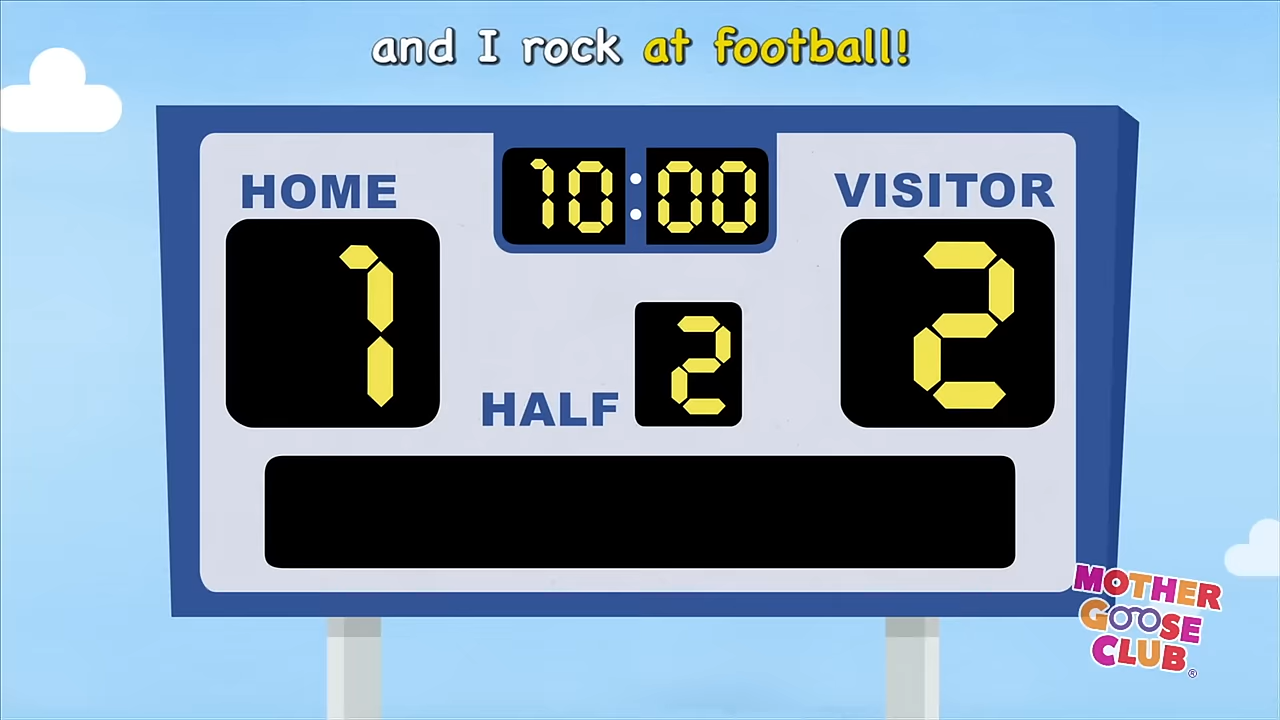 and I rock at football!
HOME
10:00
VISITOR
1
2
HALF 2
MOTHER
GOOSE
CLUB®